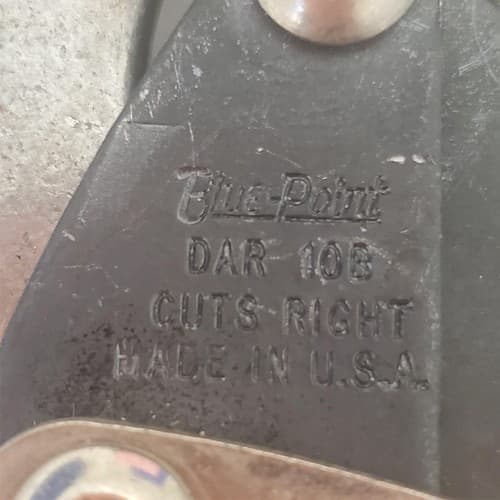 Blue-Point
DAR 10B
CUTS RIGHT
MADE IN U.S.A.